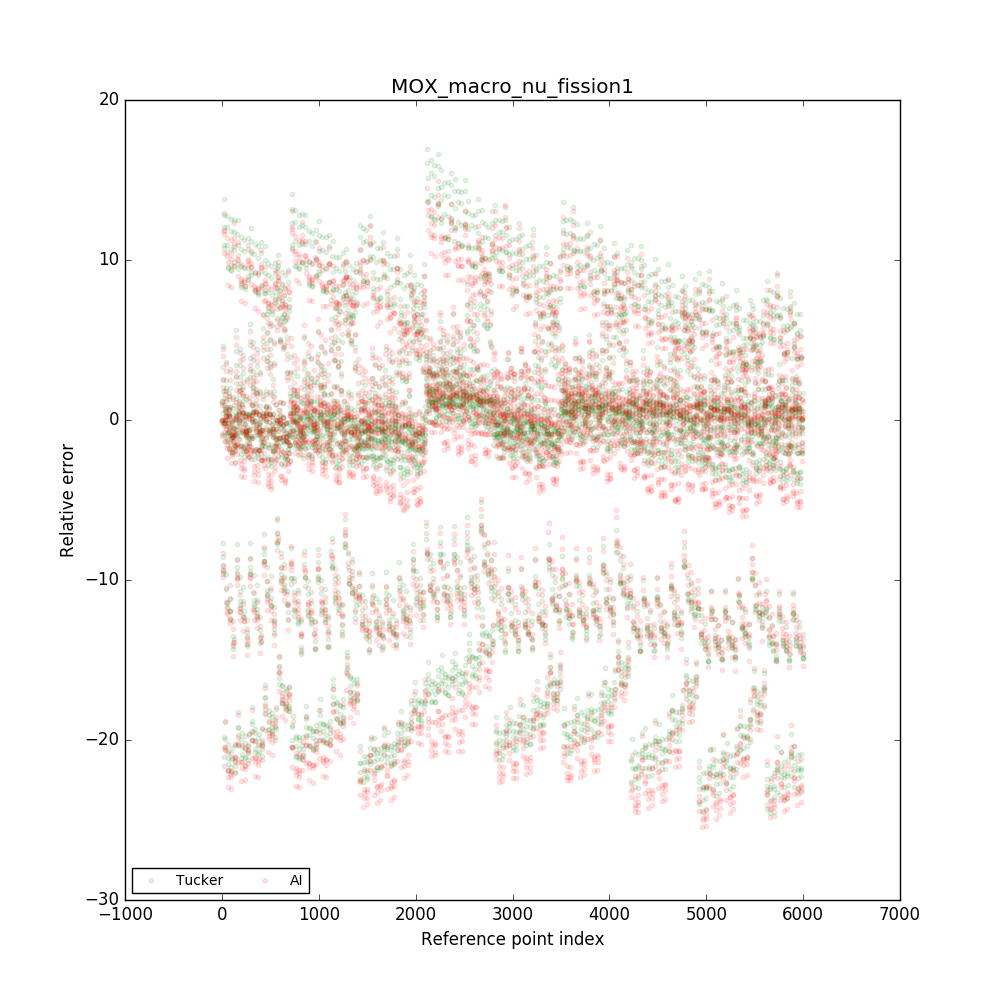 MOX_macro_nu_fission1
20
10
0
−10
−20
−30
Relative error
Tucker AI
−1000 0 1000 2000 3000 4000 5000 6000 7000
Reference point index